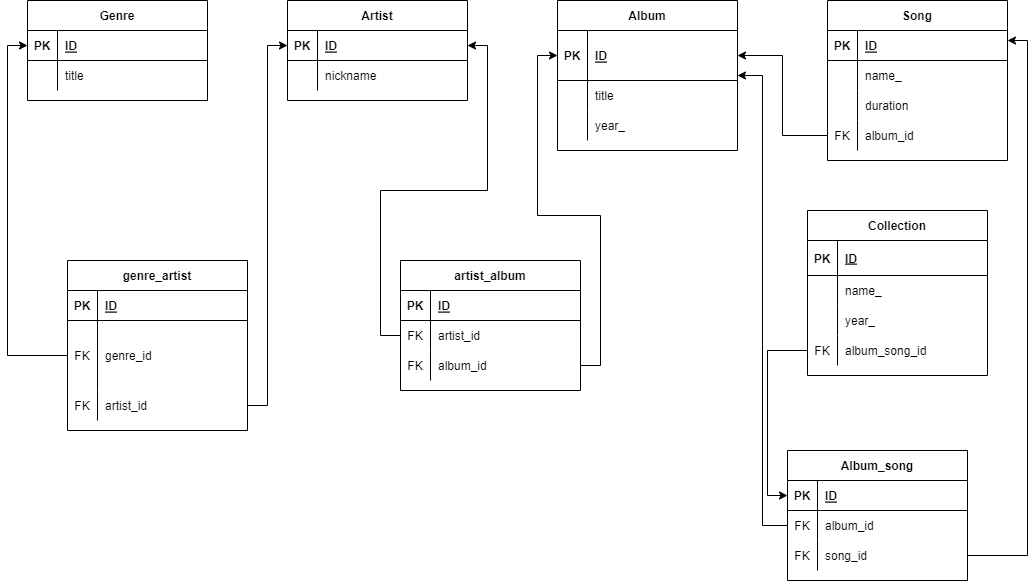 Genre
PK ID
title
Artist
PK ID
nickname
Album
PK ID
title
year_
Song
PK ID
name_
duration
FK album_id
Collection
PK ID
name_
year_
FK album_song_id
genre_artist
PK ID
FK genre_id
FK artist_id
artist_album
PK ID
FK artist_id
FK album_id
Album_song
PK ID
FK album_id
FK song_id